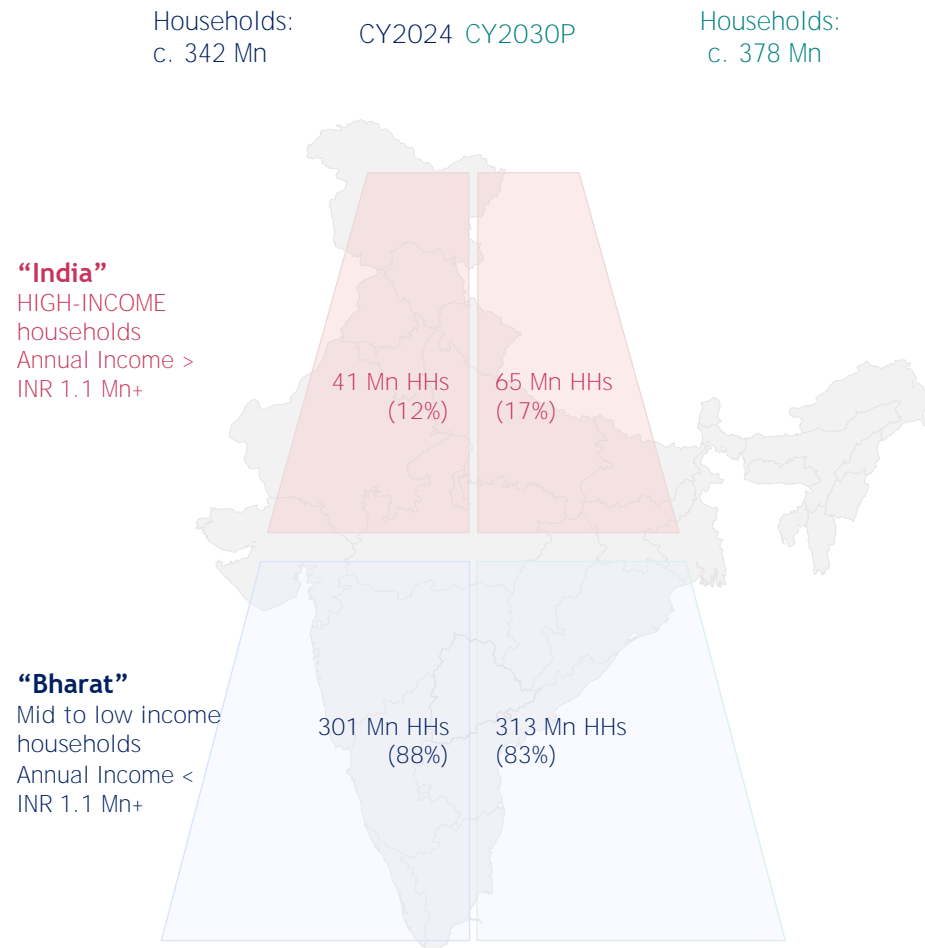 Households:
c. 342 Mn
CY2024 CY2030P
Households:
c. 378 Mn
“India”
HIGH-INCOME
households
Annual Income >
INR 1.1 Mn+
41 Mn HHs
(12%)
65 Mn HHs
(17%)
“Bharat”
Mid to low income
households
Annual Income <
INR 1.1 Mn+
301 Mn HHs
(88%)
313 Mn HHs
(83%)